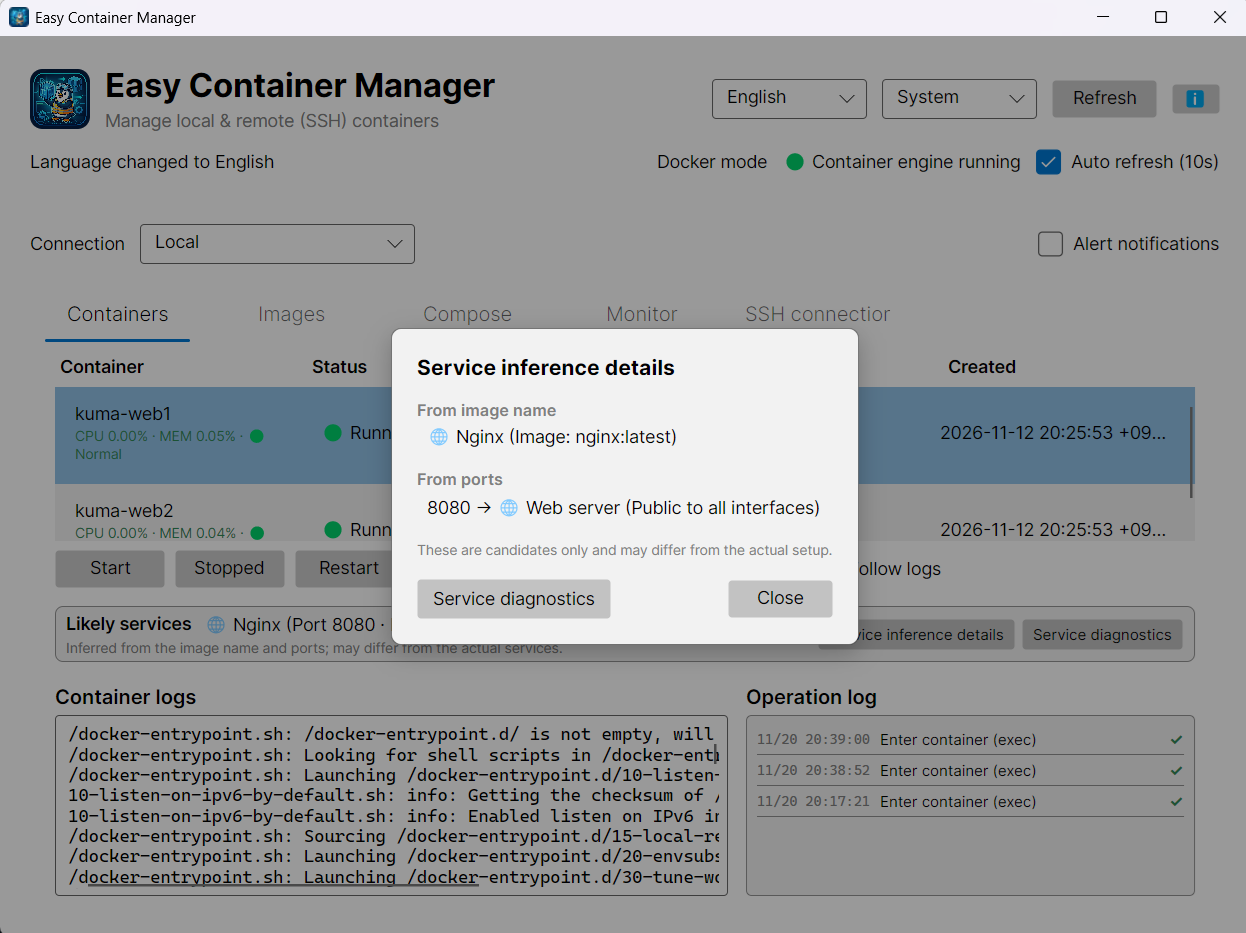 Easy Container Manager
Easy Container Manager
Manage local & remote (SSH) containers
English
System
Refresh
Language changed to English
Docker mode
Container engine running
Auto refresh (10s)
Connection
Local
Alert notifications
Containers
Images
Compose
Monitor
SSH connectior
Container
Status
Created
kuma-web1
CPU 0.00% · MEM 0.05% ·
Normal
Runn
2026-11-12 20:25:53 +09...
kuma-web2
CPU 0.00% · MEM 0.04% ·
Runn
2026-11-12 20:25:53 +09...
Service inference details
From image name
Nginx (Image: nginx:latest)
From ports
8080 → Web server (Public to all interfaces)
These are candidates only and may differ from the actual setup.
Service diagnostics
Close
Start
Stopped
Restart
ollow logs
Likely services
Nginx (Port 8080 ·
Inferred from the image name and ports; may differ from the actual services.
vice inference details
Service diagnostics
Container logs
/docker-entrypoint.sh: /docker-entrypoint.d/ is not empty, will
/docker-entrypoint.sh: Looking for shell scripts in /docker-ent
/docker-entrypoint.sh: Launching /docker-entrypoint.d/10-listen-
10-listen-on-ipv6-by-default.sh: info: Getting the checksum of /
10-listen-on-ipv6-by-default.sh: info: Enabled listen on IPv6 in
/docker-entrypoint.sh: Sourcing /docker-entrypoint.d/15-local-re
/docker-entrypoint.sh: Launching /docker-entrypoint.d/20-envsubs
/docker-entrypoint.sh: Launching /docker-entrypoint.d/30-tune-wo
Operation log
11/20 20:39:00 Enter container (exec)
11/20 20:38:52 Enter container (exec)
11/20 20:17:21 Enter container (exec)